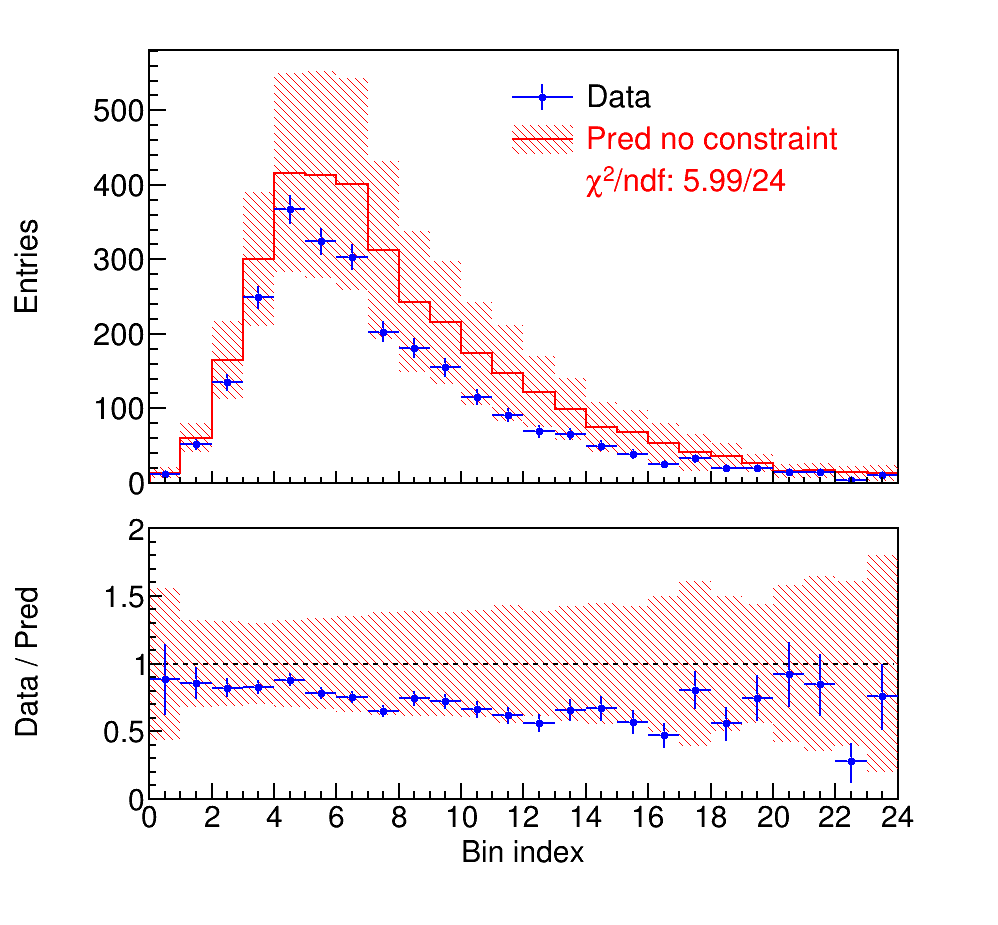 Entries
500
400
300
200
100
0
Data
Pred no constraint
χ²/ndf: 5.99/24
Data / Pred
2
1.5
1
0.5
0
0 2 4 6 8 10 12 14 16 18 20 22 24
Bin index